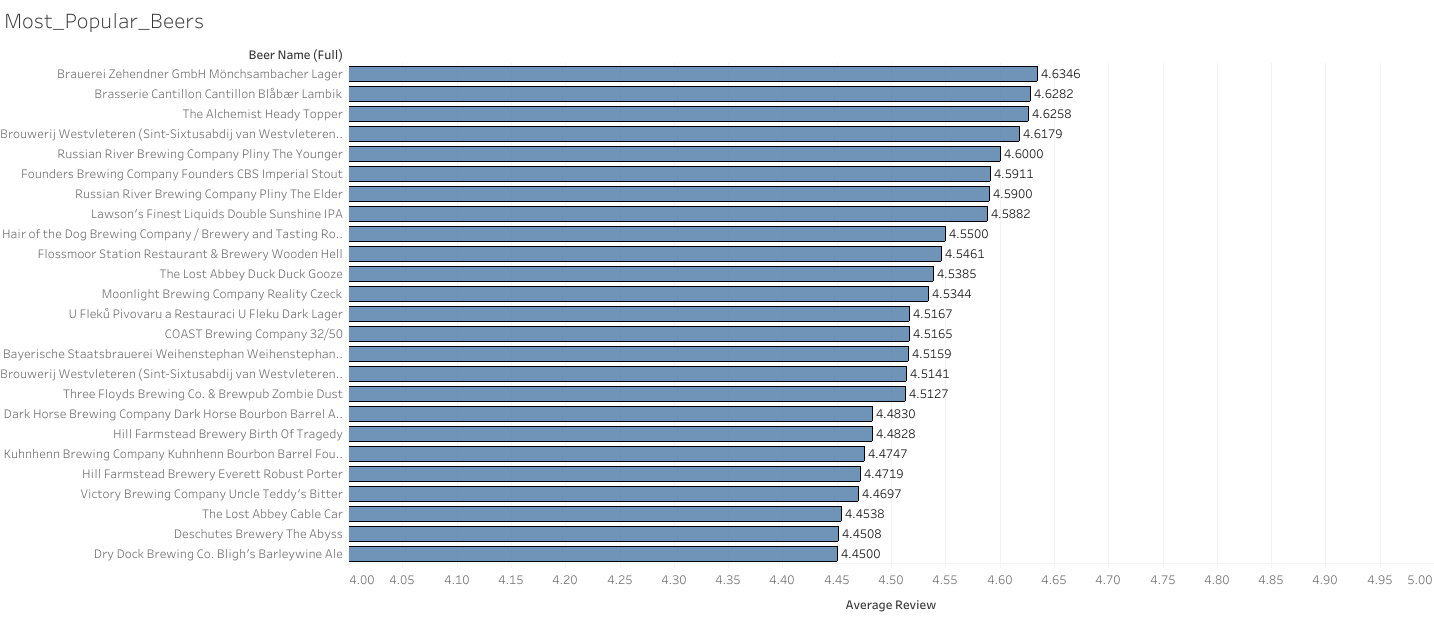 Most_Popular_Beers
Beer Name (Full)
Brauerei Zehendner GmbH Mönchsambacher Lager 4.6346
Brasserie Cantillon Cantillon Blåbær Lambik 4.6282
The Alchemist Heady Topper 4.6258
Brouwerij Westvleteren (Sint-Sixtusabdij van Westvleteren.. 4.6179
Russian River Brewing Company Pliny The Younger 4.6000
Founders Brewing Company Founders CBS Imperial Stout 4.5911
Russian River Brewing Company Pliny The Elder 4.5900
Lawson's Finest Liquids Double Sunshine IPA 4.5882
Hair of the Dog Brewing Company / Brewery and Tasting Ro.. 4.5500
Flossmoor Station Restaurant & Brewery Wooden Hell 4.5461
The Lost Abbey Duck Duck Gooze 4.5385
Moonlight Brewing Company Reality Czeck 4.5344
U Fleků Pivovaru a Restauraci U Fleku Dark Lager 4.5167
COAST Brewing Company 32/50 4.5165
Bayerische Staatsbrauerei Weihenstephan Weihenstephan.. 4.5159
Brouwerij Westvleteren (Sint-Sixtusabdij van Westvleteren.. 4.5141
Three Floyds Brewing Co. & Brewpub Zombie Dust 4.5127
Dark Horse Brewing Company Dark Horse Bourbon Barrel A.. 4.4830
Hill Farmstead Brewery Birth Of Tragedy 4.4828
Kuhnhenn Brewing Company Kuhnhenn Bourbon Barrel Fou.. 4.4747
Hill Farmstead Brewery Everett Robust Porter 4.4719
Victory Brewing Company Uncle Teddy's Bitter 4.4697
The Lost Abbey Cable Car 4.4538
Deschutes Brewery The Abyss 4.4508
Dry Dock Brewing Co. Bligh's Barleywine Ale 4.4500
4.00 4.05 4.10 4.15 4.20 4.25 4.30 4.35 4.40 4.45 4.50 4.55 4.60 4.65 4.70 4.75 4.80 4.85 4.90 4.95 5.00
Average Review